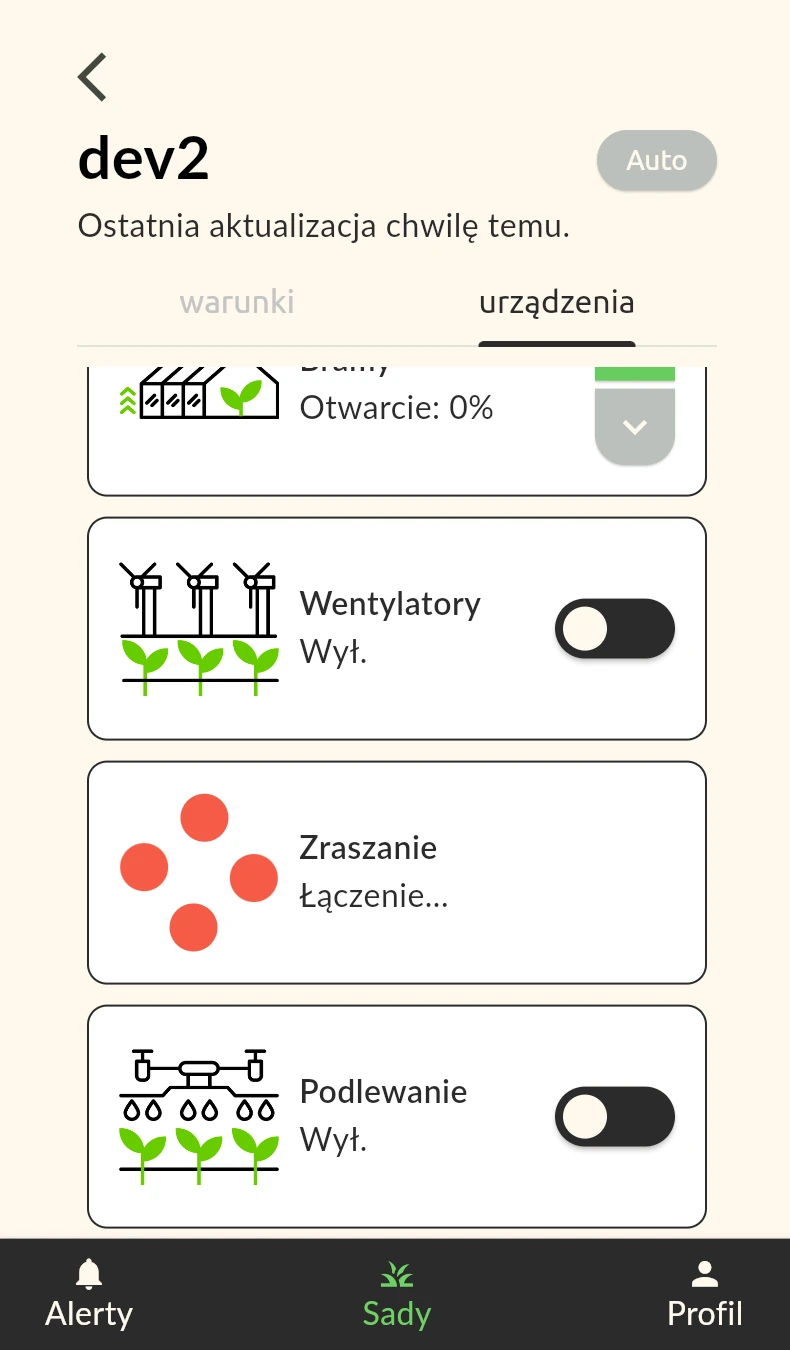 dev2
Auto
Ostatnia aktualizacja chwilę temu.
warunki
urządzenia
Otwarcie: 0%
Wentylatory
Wył.
Zraszanie
Łączenie...
Podlewanie
Wył.
Alerty
Sady
Profil